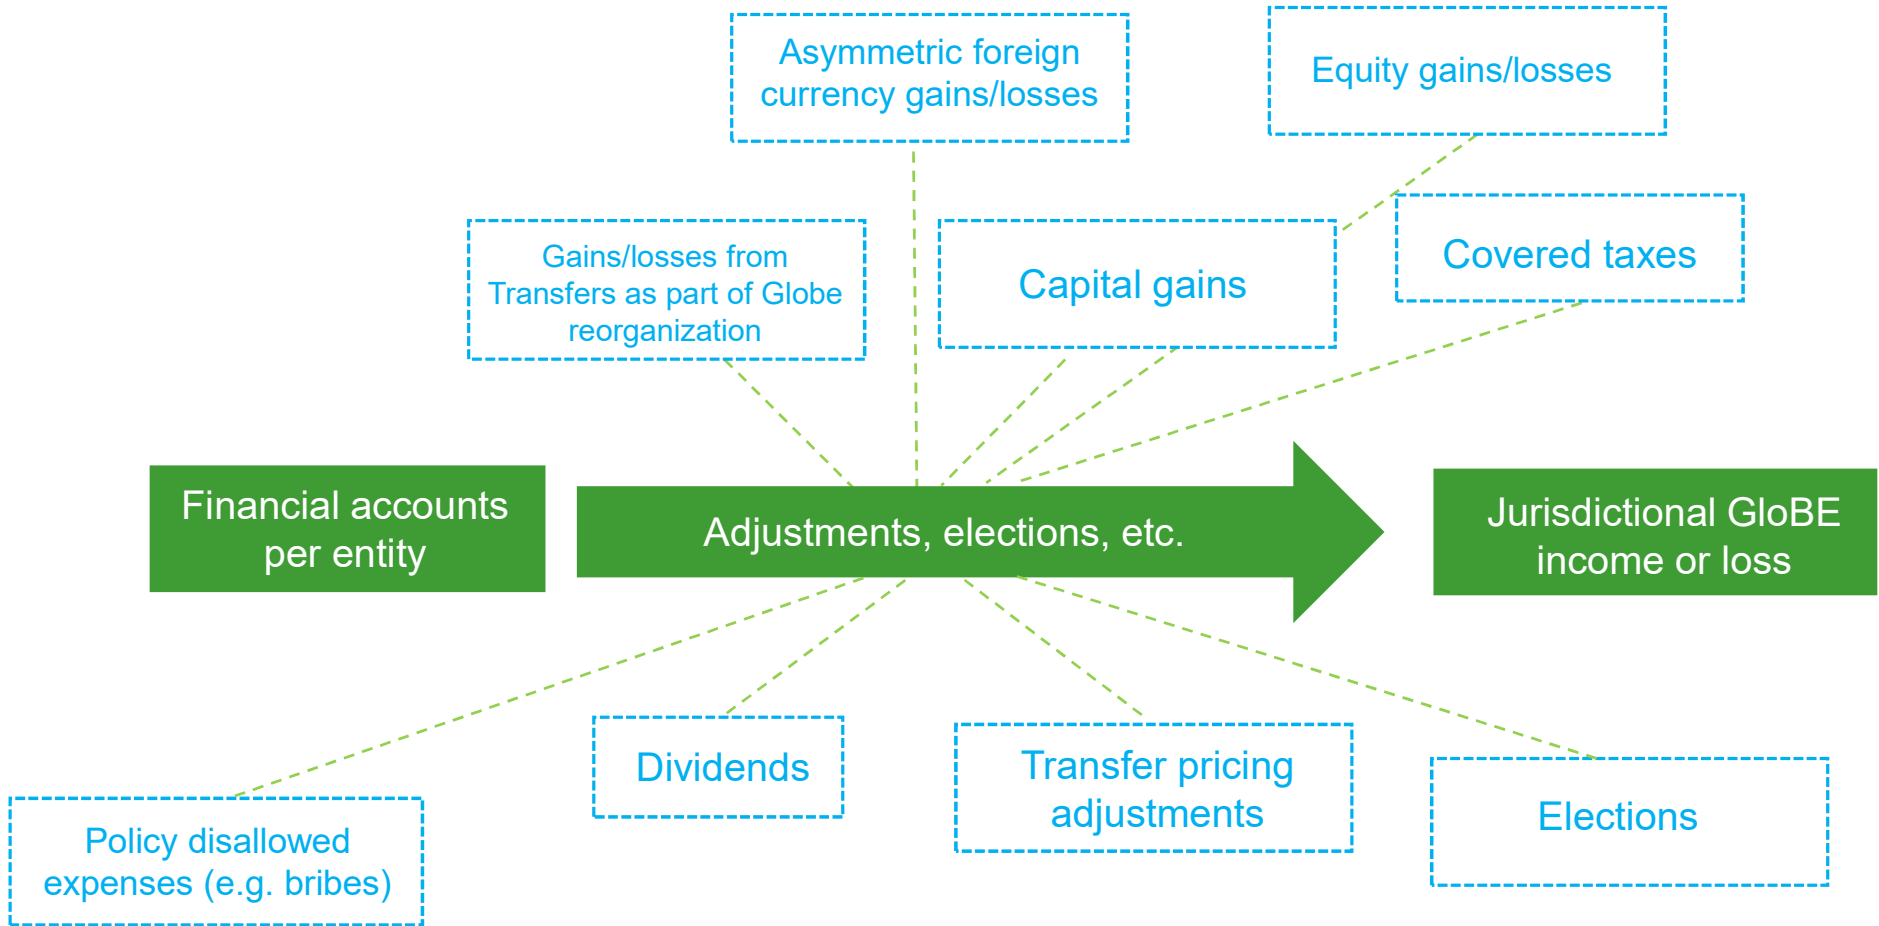 Asymmetric foreign
currency gains/losses
Equity gains/losses
Gains/losses from
Transfers as part of Globe
reorganization
Capital gains
Covered taxes
Financial accounts
per entity
Adjustments, elections, etc.
Jurisdictional GloBE
income or loss
Policy disallowed
expenses (e.g. bribes)
Dividends
Transfer pricing
adjustments
Elections